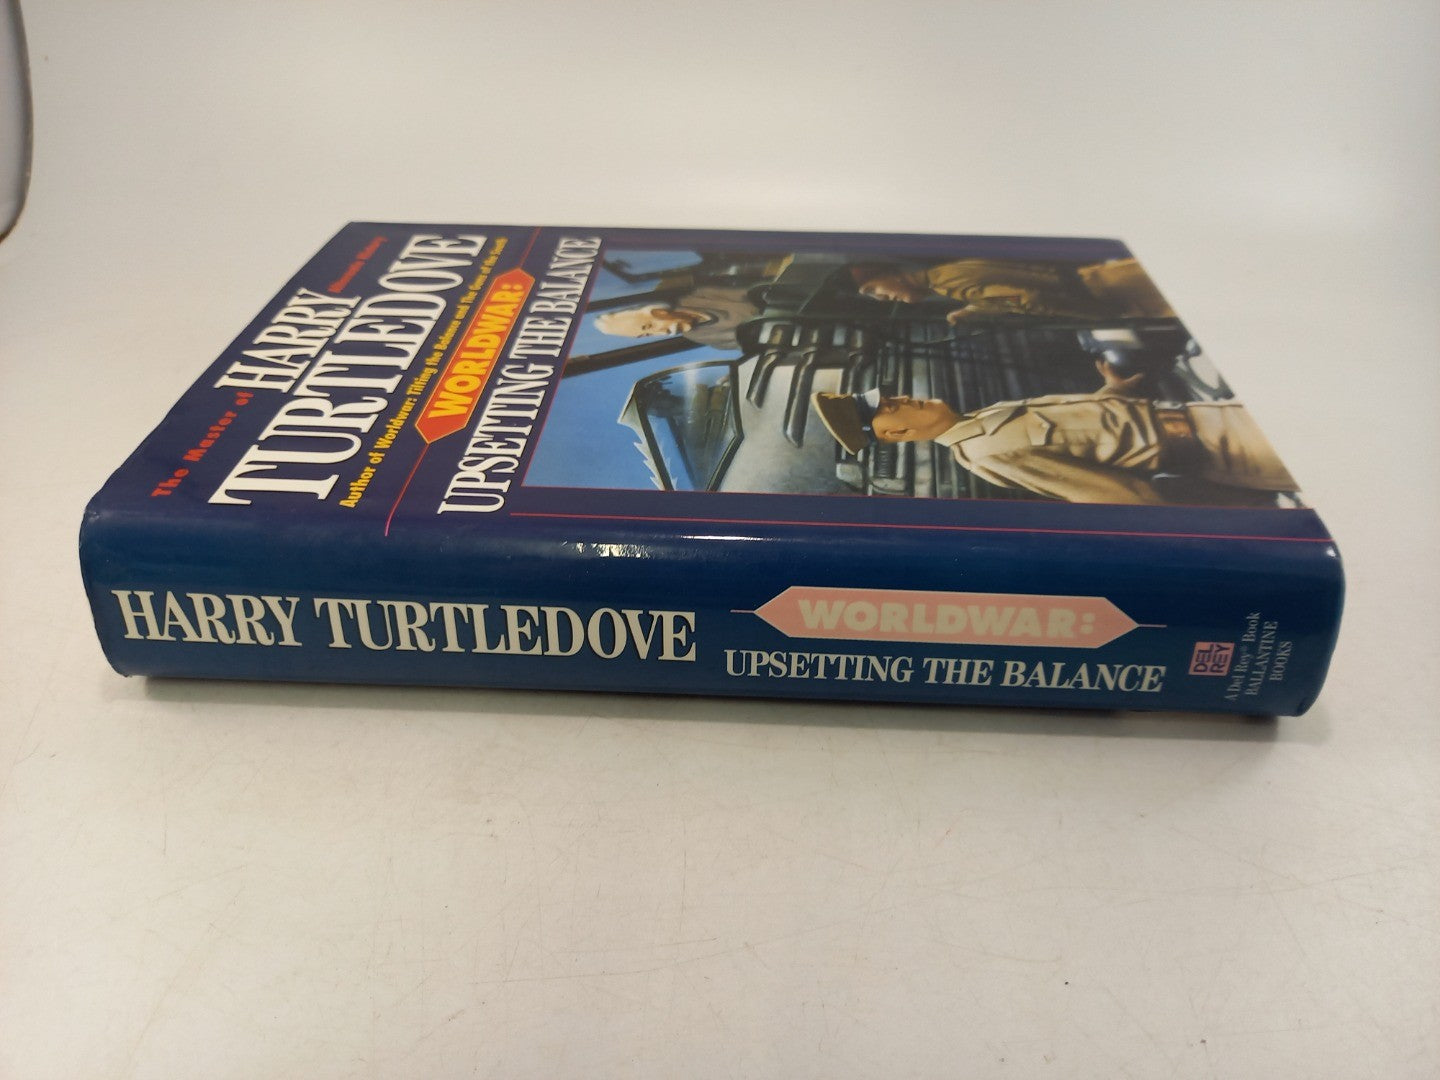 The Master of Alternate History
HARRY
TURTLEDOVE
Author of Worldwar: Tilting the Balance and The Guns of the South
WORLDWAR:
UPSETTING THE BALANCE
HARRY TURTLEDOVE
WORLDWAR:
UPSETTING THE BALANCE
DEL
REY
A Del Rey® Book
BALLANTINE
BOOKS